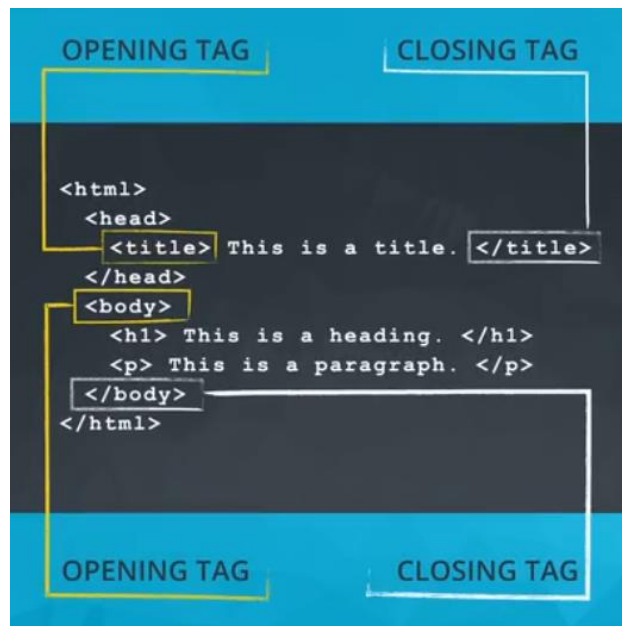 OPENING TAG CLOSING TAG
<html>
<head>
<title> This is a title. </title>
</head>
<body>
<h1> This is a heading. </h1>
<p> This is a paragraph. </p>
</body>
</html>
OPENING TAG CLOSING TAG